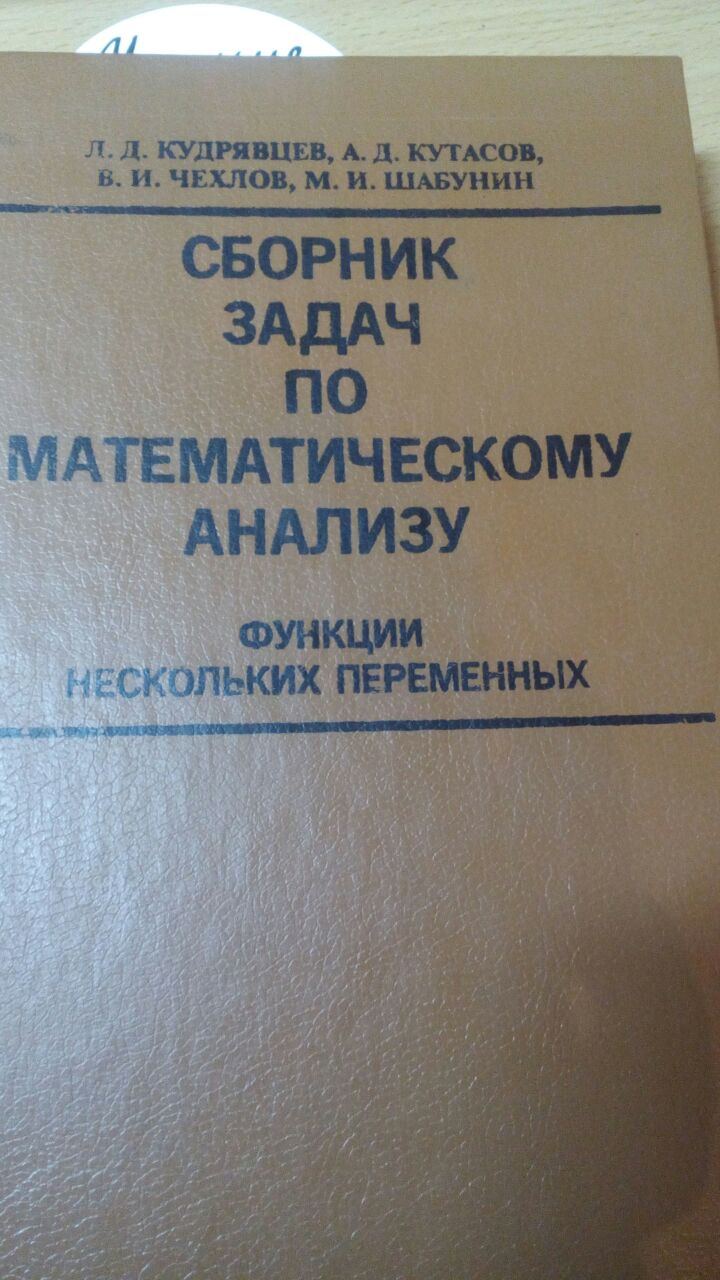 Л. Д. КУДРЯВЦЕВ, А. Д. КУТАСОВ,
В. И. ЧЕХЛОВ, М. И. ШАБУНИН
СБОРНИК
ЗАДАЧ
ПО
МАТЕМАТИЧЕСКОМУ
АНАЛИЗУ
ФУНКЦИИ
НЕСКОЛЬКИХ ПЕРЕМЕННЫХ